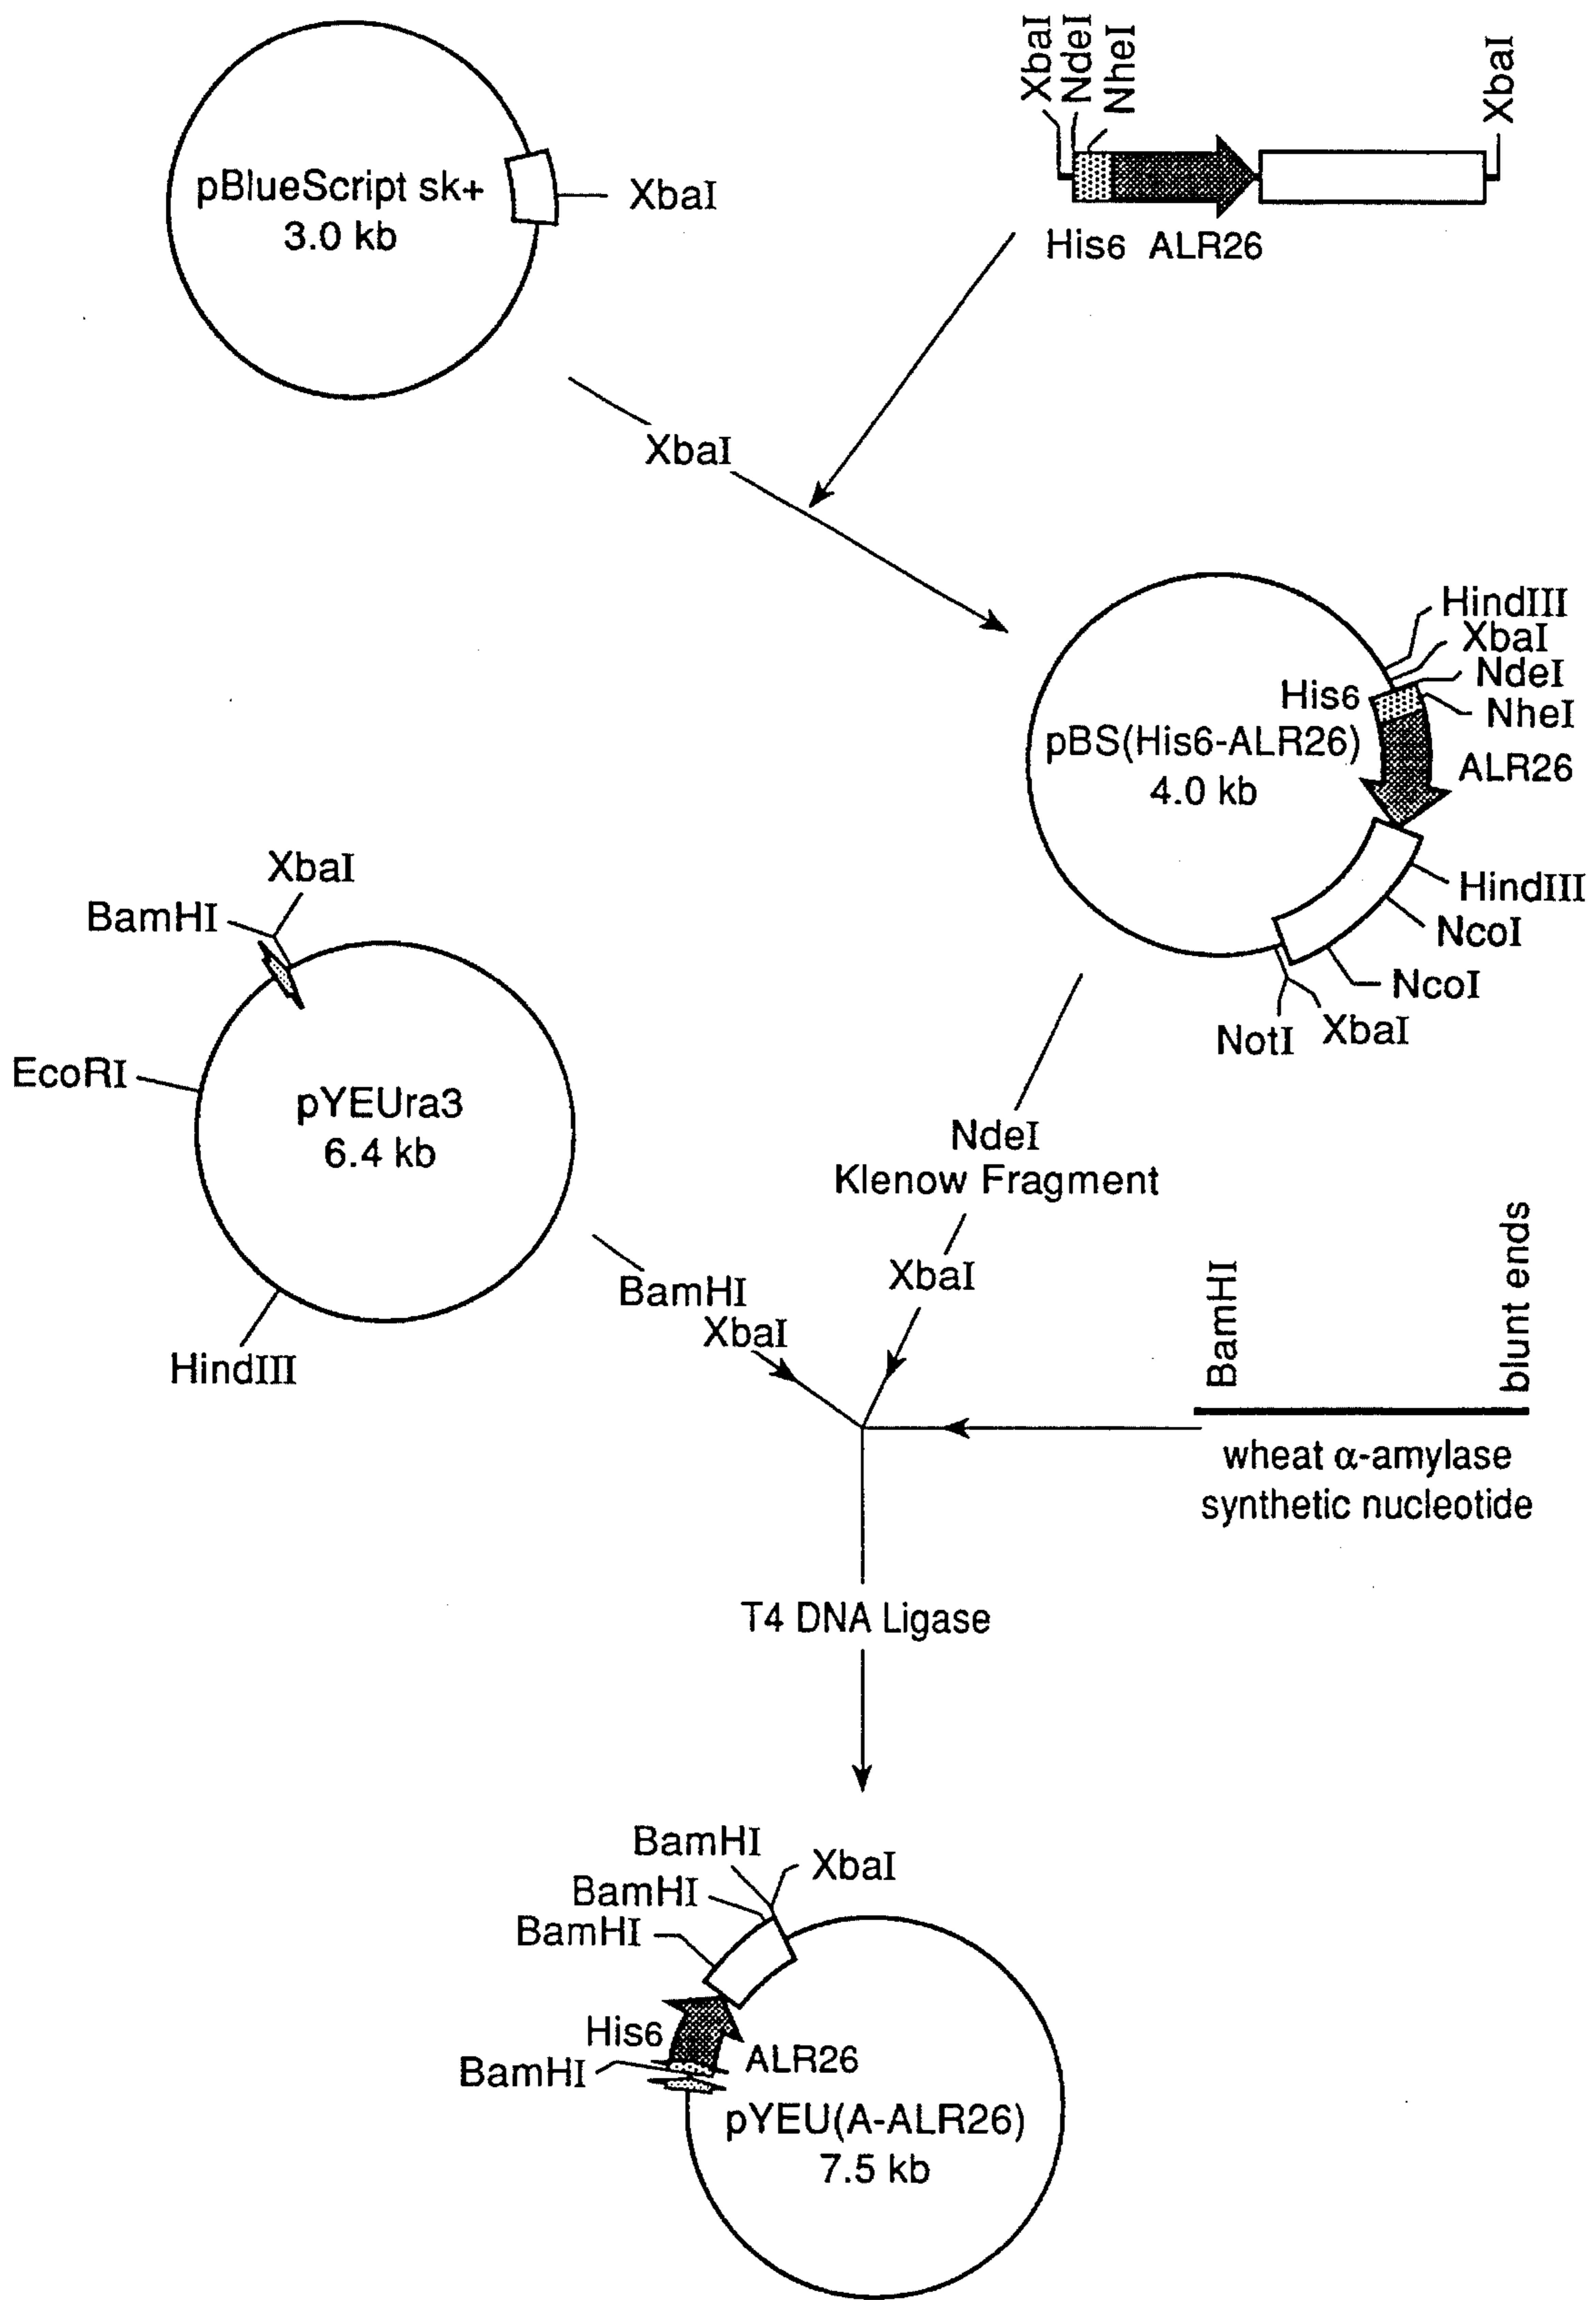 pBlueScript sk+
3.0 kb
XbaI
XbaI
NdeI
NheI
XbaI
His6 ALR26
XbaI
HindIII
XbaI
NdeI
NheI
His6
pBS(His6-ALR26)
4.0 kb
ALR26
HindIII
NcoI
NcoI
XbaI
NotI
XbaI
BamHI
EcoRI
pYEUra3
6.4 kb
HindIII
NdeI
Klenow Fragment
XbaI
BamHI
XbaI
BamHI
blunt ends
wheat α-amylase
synthetic nucleotide
T4 DNA Ligase
BamHI
XbaI
BamHI
BamHI
His6
ALR26
BamHI
pYEU(A-ALR26)
7.5 kb